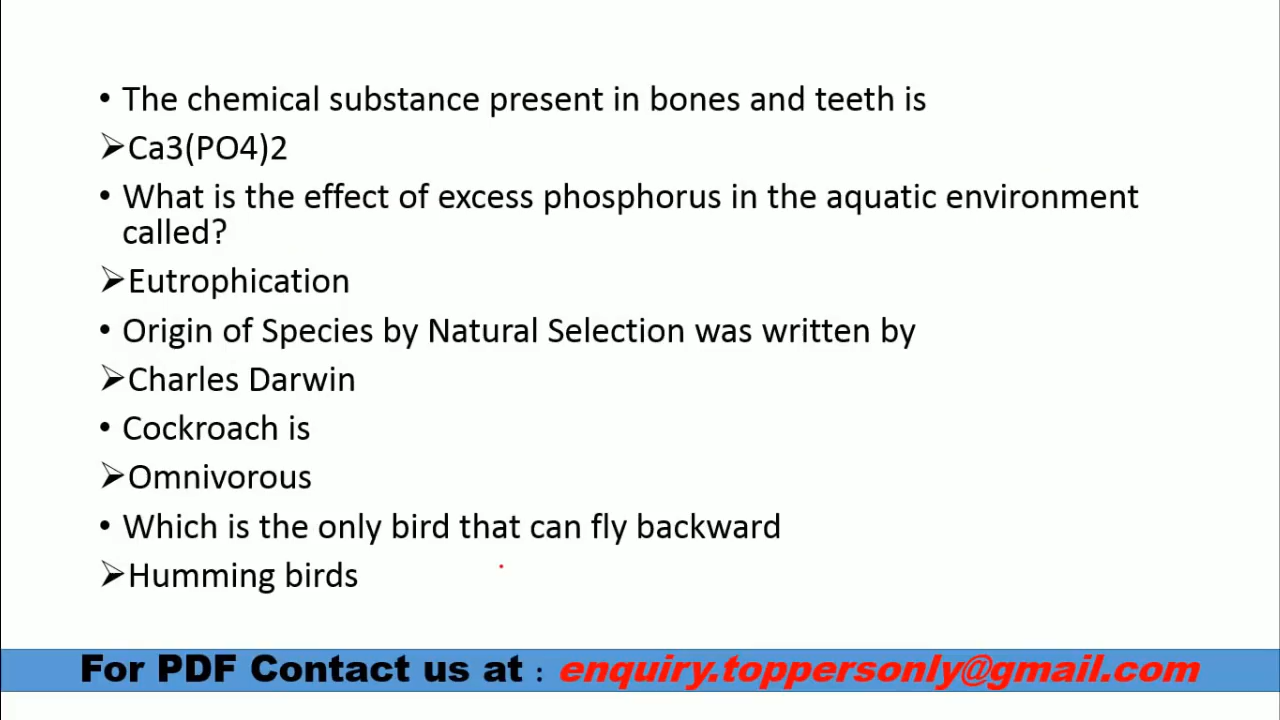 • The chemical substance present in bones and teeth is
➢Ca3(PO4)2
• What is the effect of excess phosphorus in the aquatic environment
called?
➢Eutrophication
• Origin of Species by Natural Selection was written by
➢Charles Darwin
• Cockroach is
➢Omnivorous
• Which is the only bird that can fly backward
➢Humming birds
For PDF Contact us at : enquiry.toppersonly@gmail.com